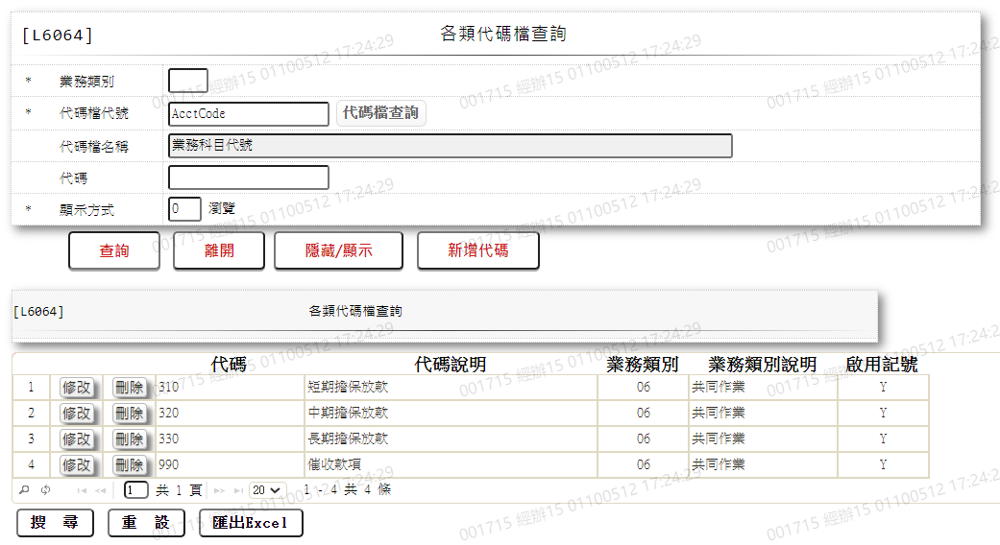 [L6064] 各類代碼檔查詢
* 業務類別
* 代碼檔代號 AcctCode 代碼檔查詢
代碼檔名稱 業務科目代號
代碼
* 顯示方式 0 瀏覽
查詢 離開 隱藏/顯示 新增代碼
[L6064] 各類代碼檔查詢
代碼 代碼說明 業務類別 業務類別說明 啟用記號
1 修改 刪除 310 短期擔保放款 06 共同作業 Y
2 修改 刪除 320 中期擔保放款 06 共同作業 Y
3 修改 刪除 330 長期擔保放款 06 共同作業 Y
4 修改 刪除 990 催收款項 06 共同作業 Y
1 共 1 頁 20 1 - 4 共 4 條
搜 尋 重 設 匯出Excel
001715 經辦15 01100512 17:24:29